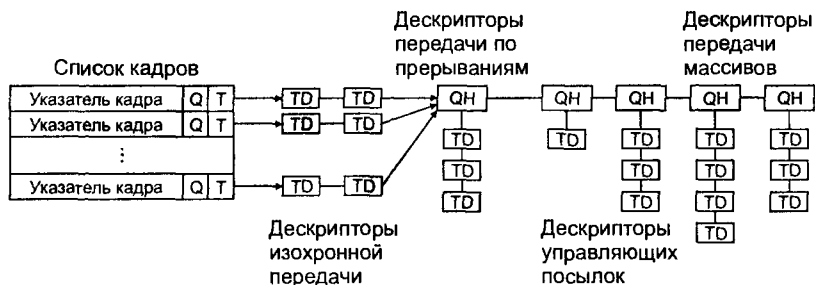 Список кадров
Дескрипторы
передачи по
прерываниям
Дескрипторы
передачи
массивов
Указатель кадра Q T TD TD QH QH QH QH QH
Указатель кадра Q T TD TD
TD TD TD TD TD
⋮
TD TD TD TD
Указатель кадра Q T TD TD TD TD TD TD
TD
Дескрипторы
изохронной
передачи
Дескрипторы
управляющих
посылок